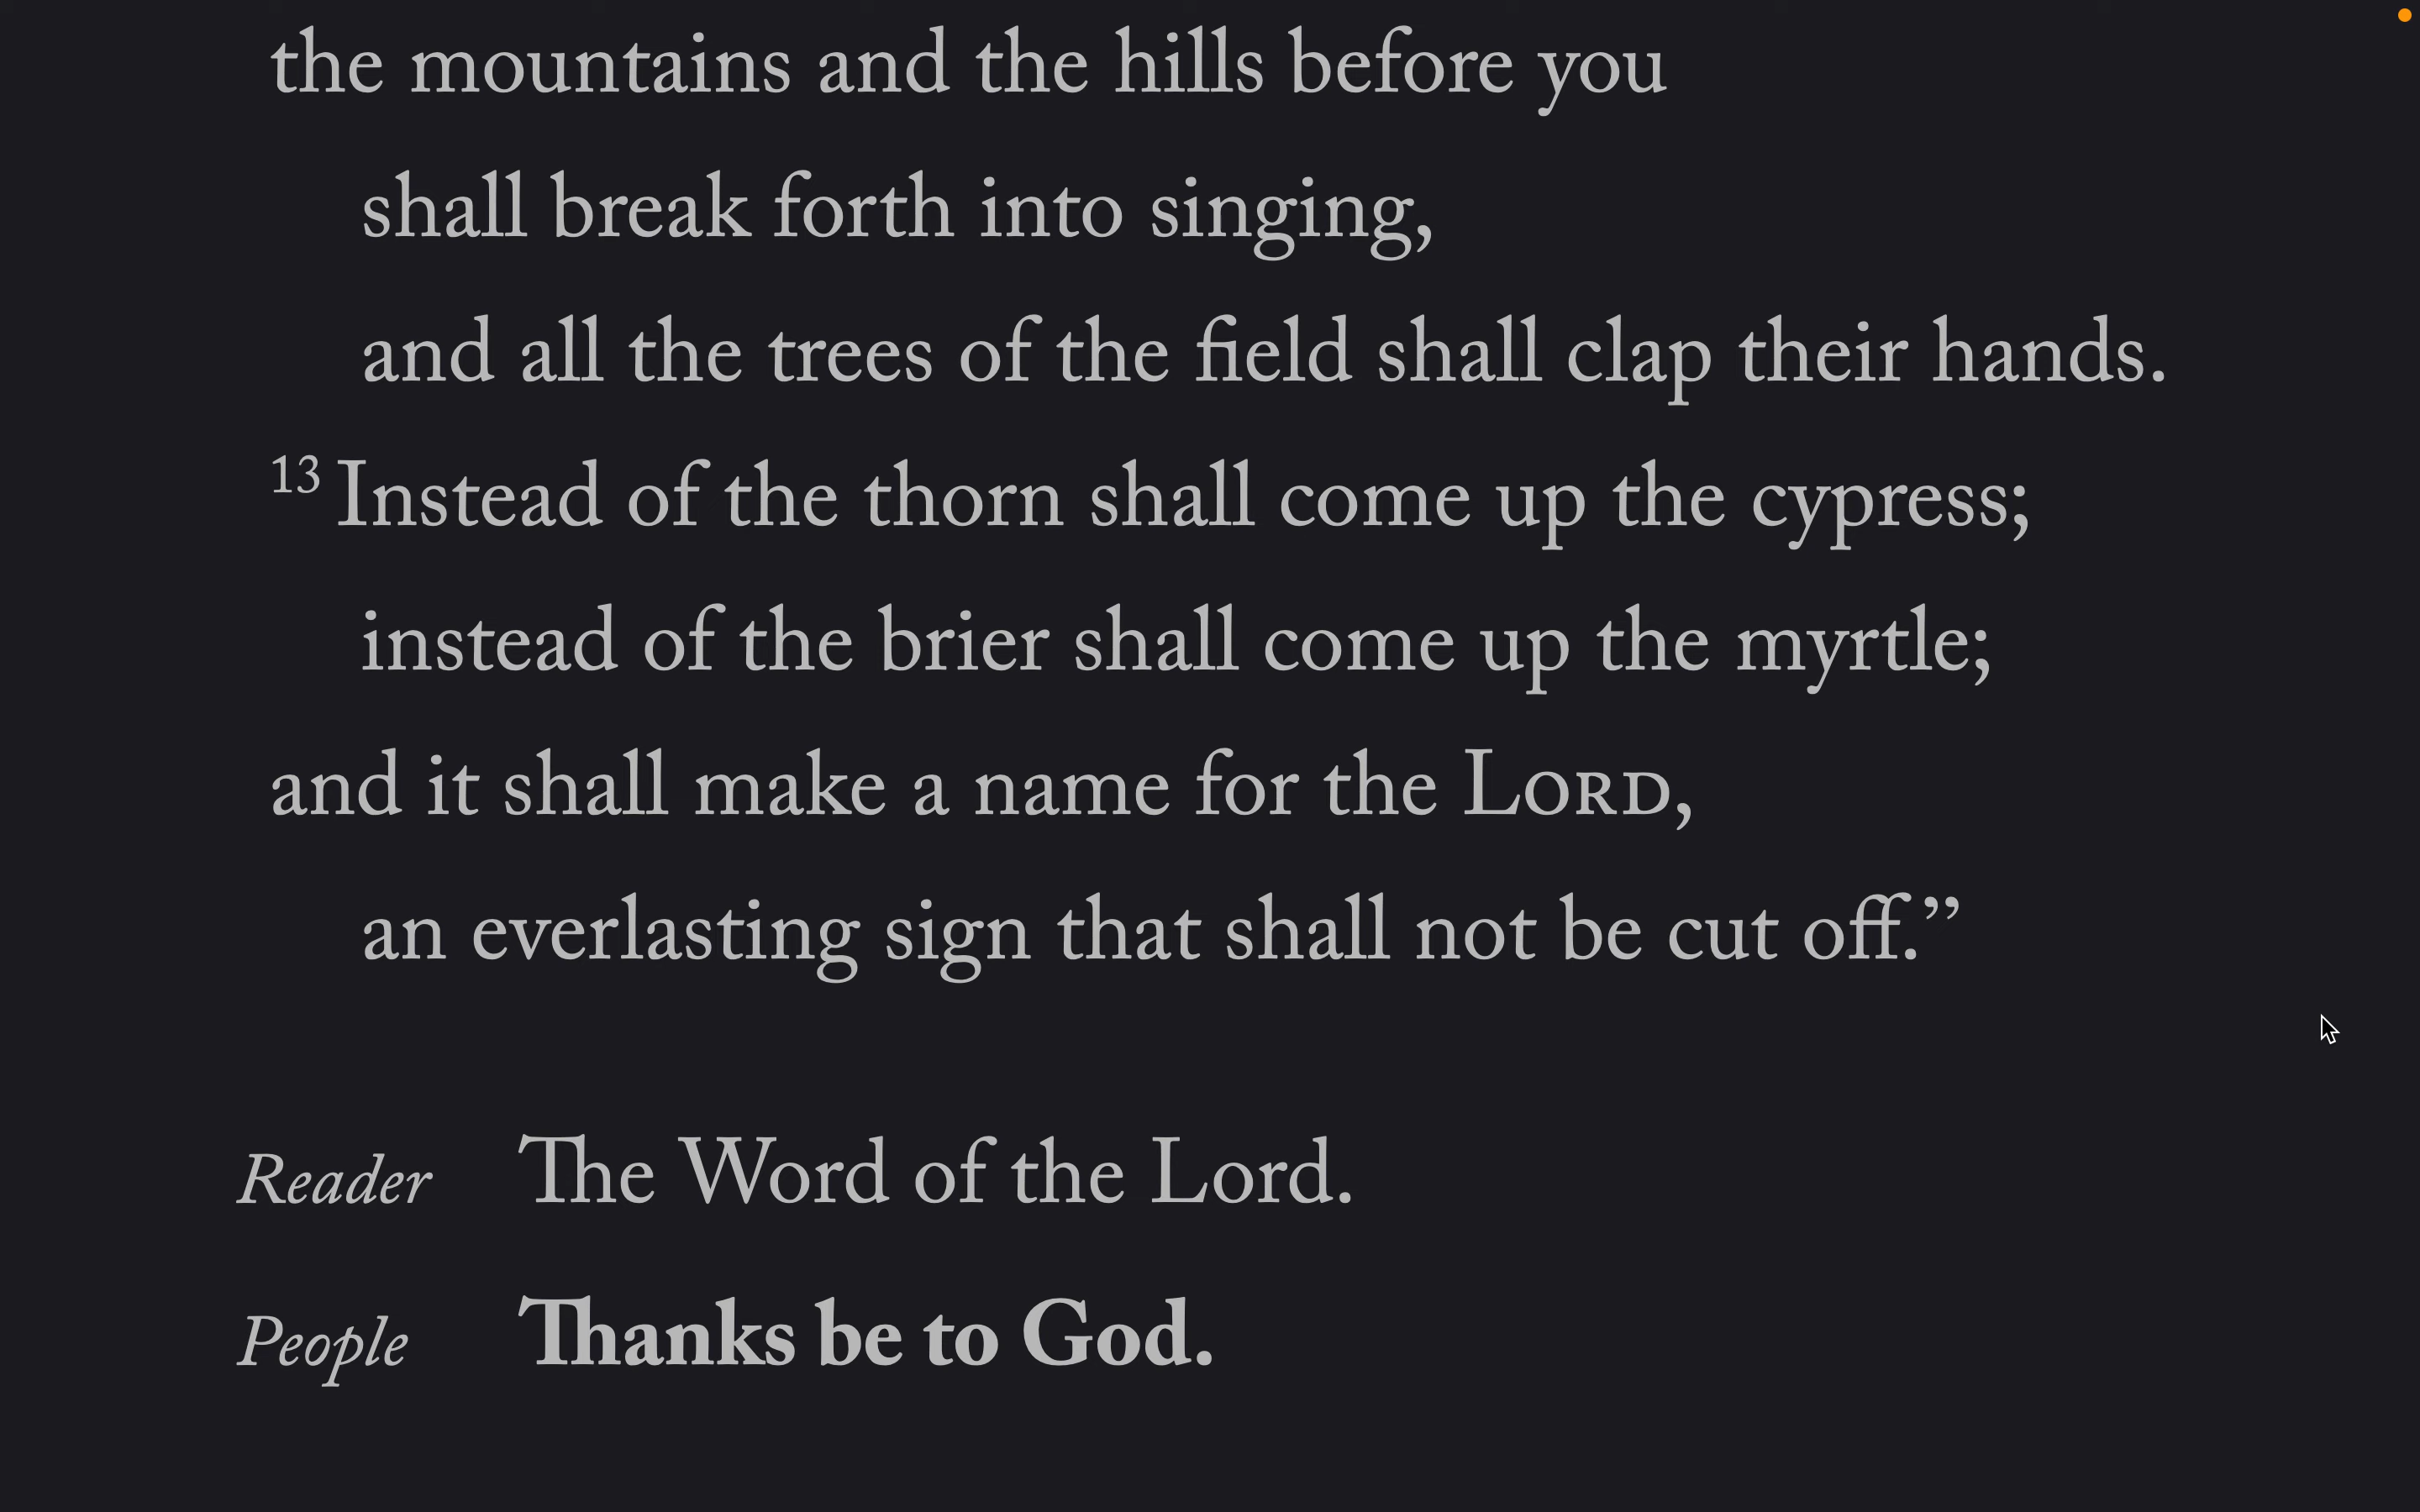 the mountains and the hills before you
shall break forth into singing,
and all the trees of the field shall clap their hands.
13 Instead of the thorn shall come up the cypress;
instead of the brier shall come up the myrtle;
and it shall make a name for the LORD,
an everlasting sign that shall not be cut off.”
Reader The Word of the Lord.
People Thanks be to God.